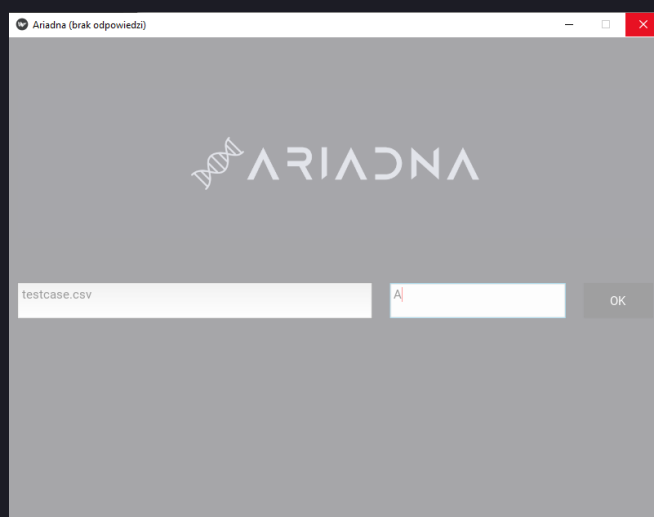 Ariadna (brak odpowiedzi)
ARIADNA
testcase.csv
A
OK